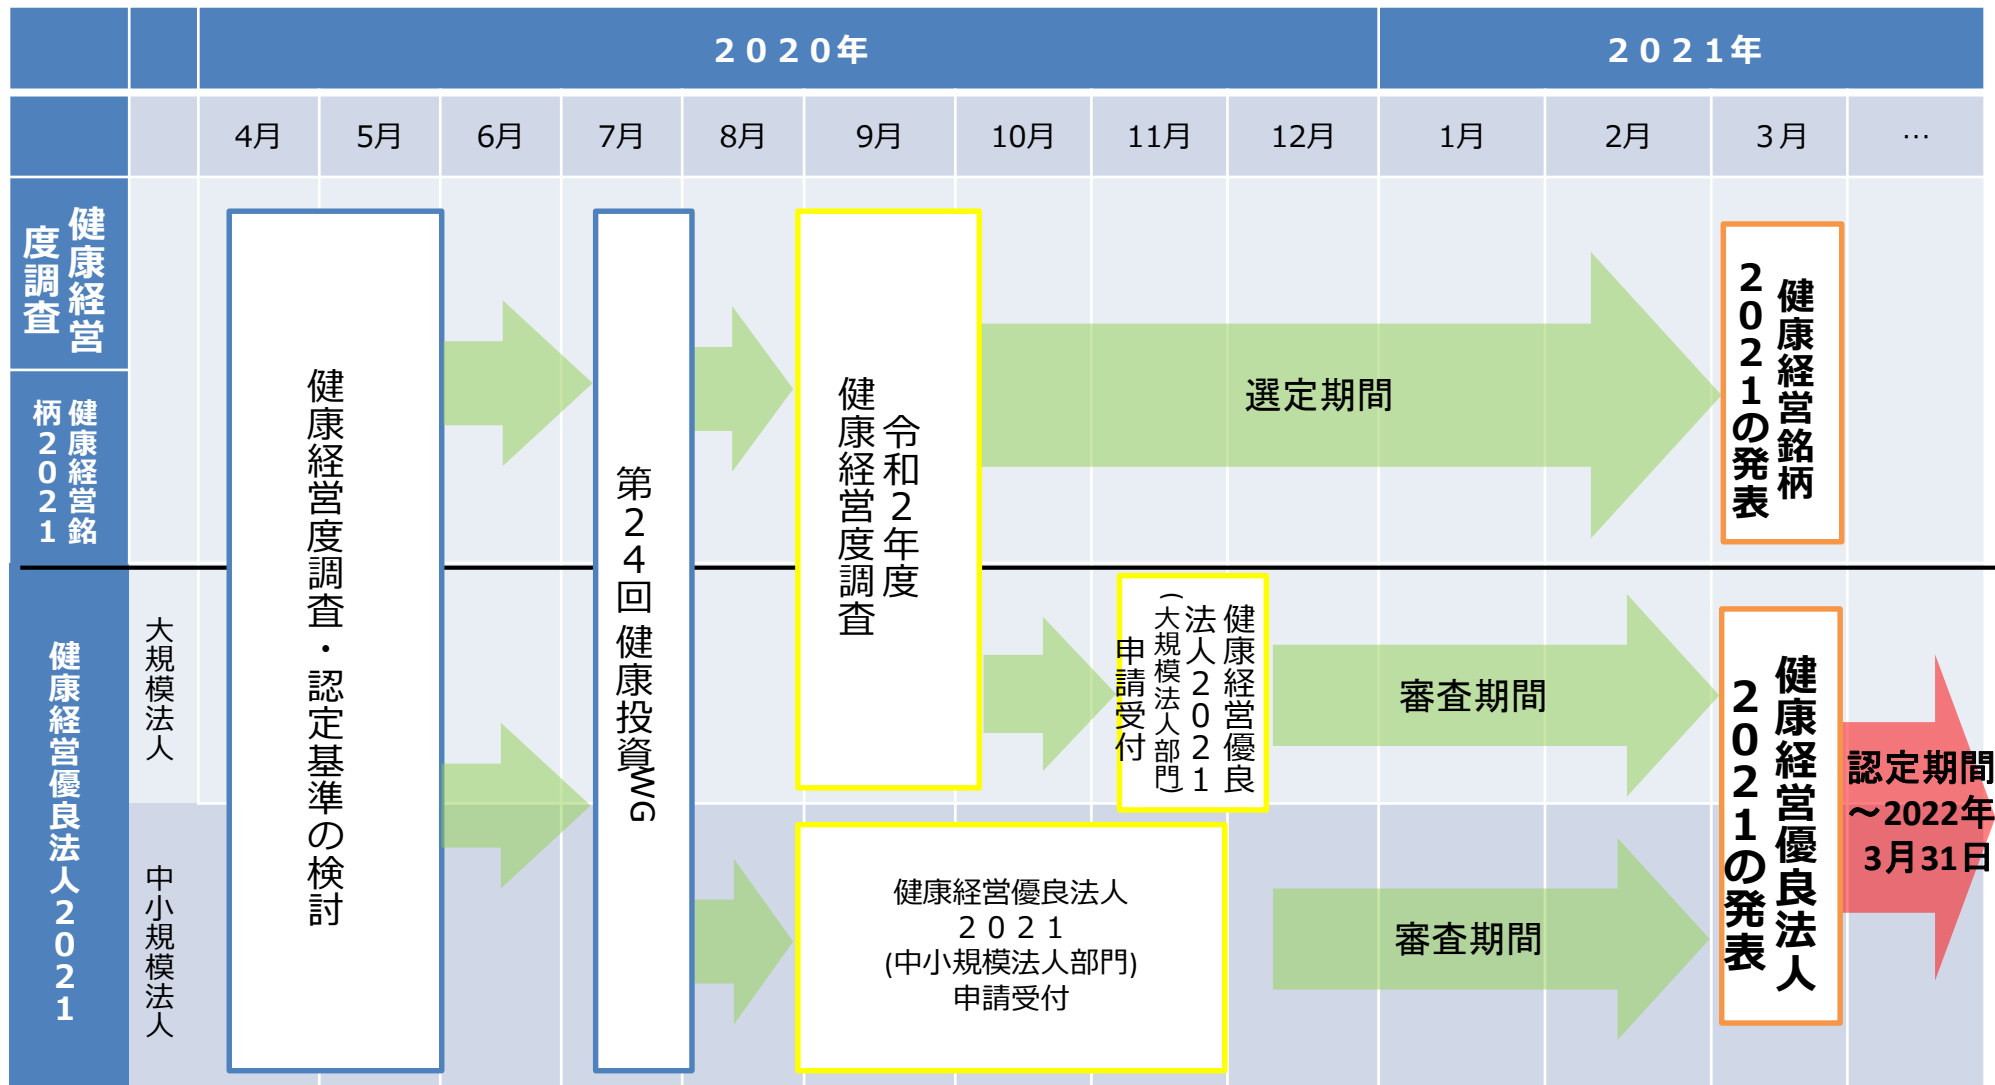 ２０２０年
２０２１年
4月
5月
6月
7月
8月
9月
10月
11月
12月
1月
2月
３月
…
健康経営
度調査
健康経営銘
柄２０２１
健康経営優良法人２０２１
大規模法人
中小規模法人
健康経営度調査・認定基準の検討
第２４回 健康投資WG
令和２年度
健康経営度調査
選定期間
健康経営銘柄
２０２１の発表
健康経営優良
法人２０２１
(大規模法人部門)
申請受付
審査期間
健康経営優良法人
２０２１
(中小規模法人部門)
申請受付
審査期間
健康経営優良法人
２０２１の発表
認定期間
～2022年
3月31日